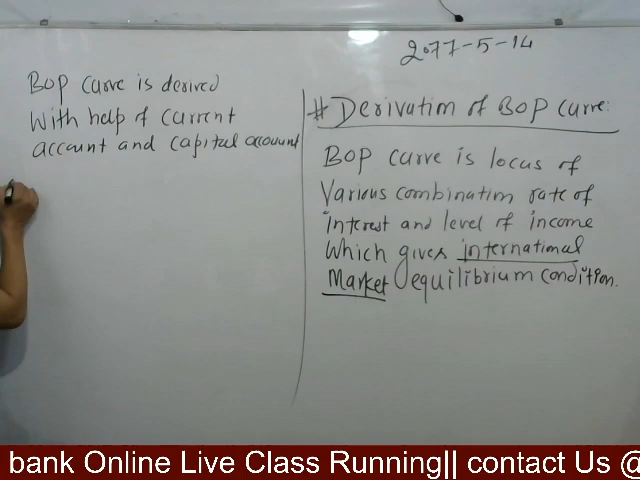 2077-5-14
BOP curve is derived
With help of current
account and capital account
# Derivation of BOP curve:
BOP curve is locus of
Various combination rate of
interest and level of income
Which gives international
Market equilibrium condition.
bank Online Live Class Running|| contact Us @